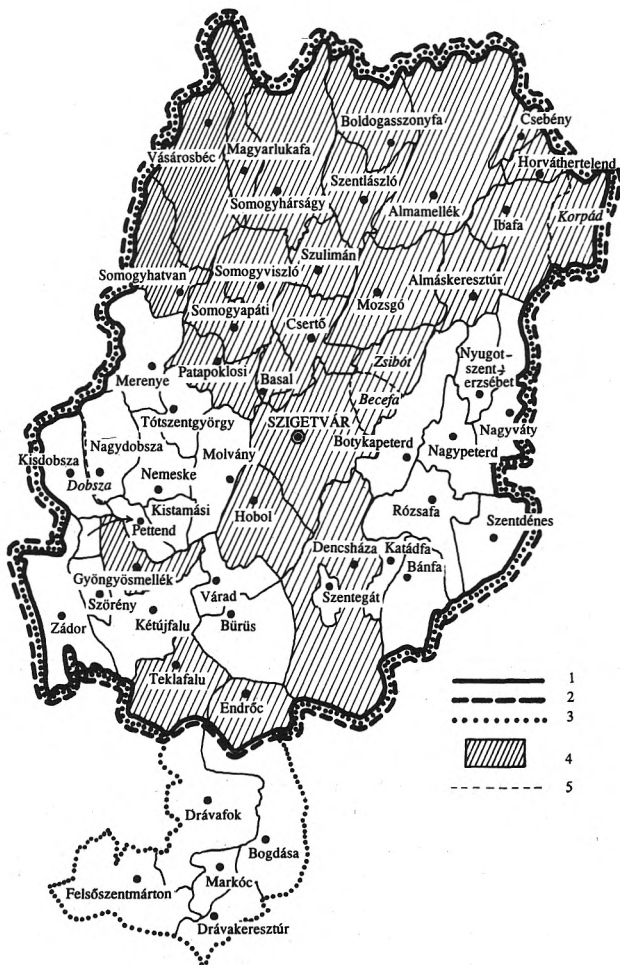 Csebény
Boldogasszonyfa
Vásárosbéc
Magyarlukafa
Horváthertelend
Szentlászló
Somogyhárságy
Almamellék
Ibafa
Korpád
Szulimán
Somogyhatvan
Somogyviszló
Almáskeresztúr
Somogyapáti
Mozsgó
Csertő
Zsibót
Nyugot-
szent-
erzsébet
Merenye
Patapoklosi
Basal
Becefa
Tótszentgyörgy
SZIGETVÁR
Nagyváty
Botykapeterd
Nagypeterd
Kisdobsza
Nagydobsza
Molvány
Dobsza
Nemeske
Kistamási
Hobol
Rózsafa
Szentdénes
Pettend
Dencsháza
Katádfa
Bánfa
Gyöngyösmellék
Várad
Szentegát
Szörény
Zádor
Kétújfalu
Bürüs
Teklafalu
Endrőc
1
2
3
4
5
Drávafok
Bogdása
Markóc
Felsőszentmárton
Drávakeresztúr